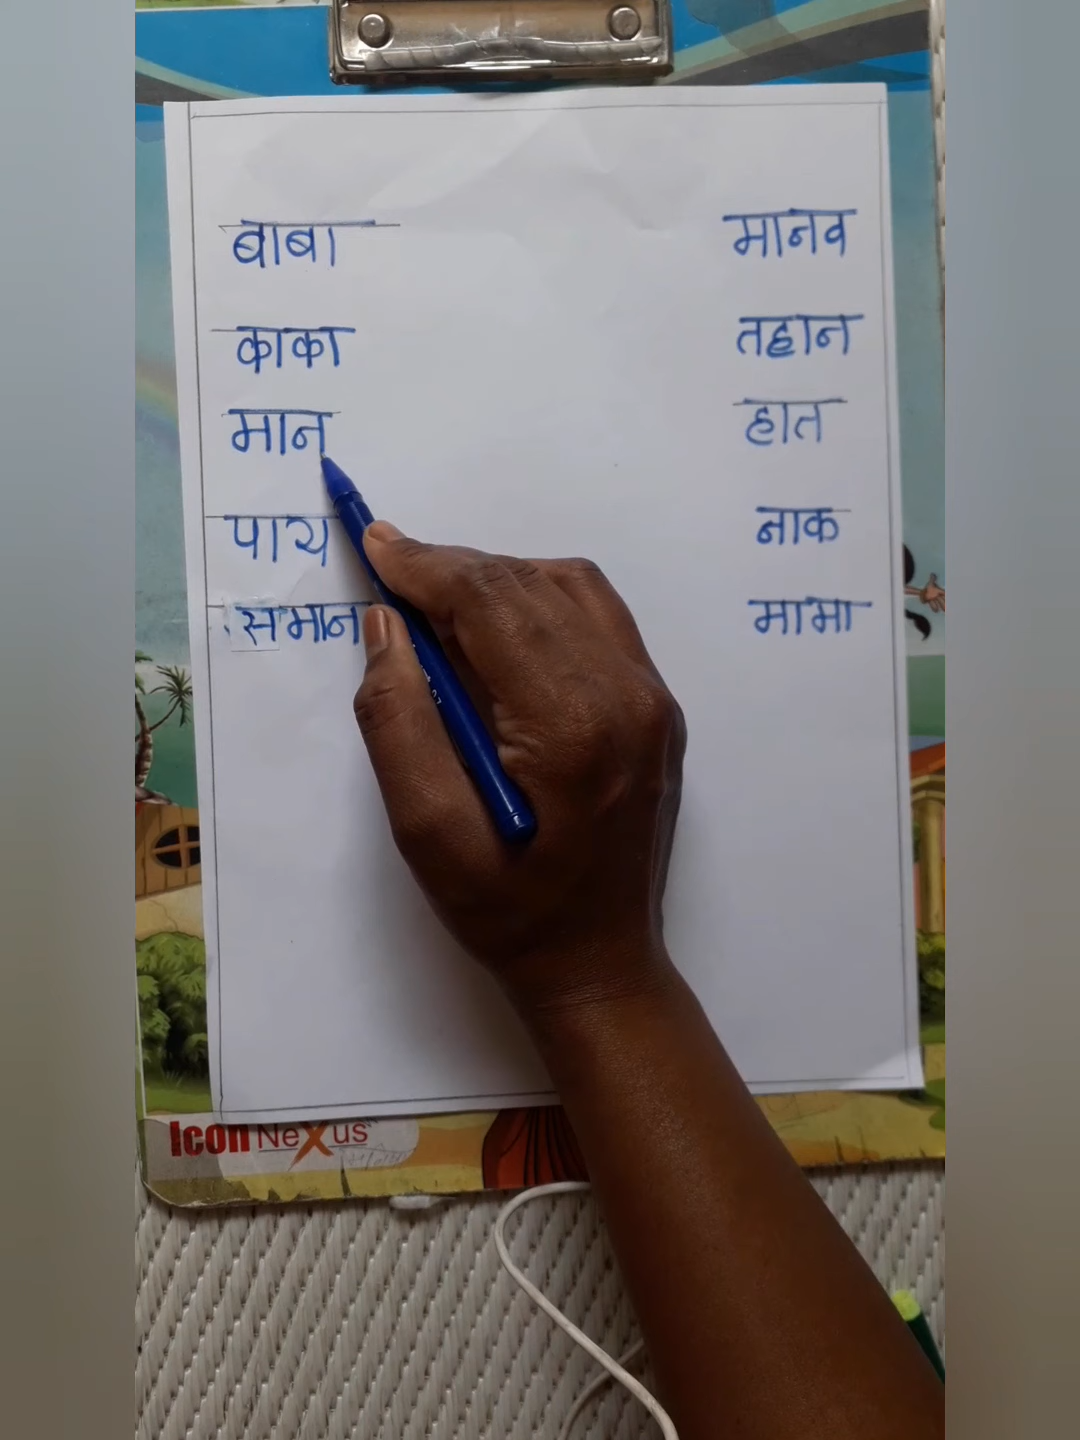 बाबा मानव
काका तहान
मान हात
पाय नाक
समान मामा
Icon Nexus